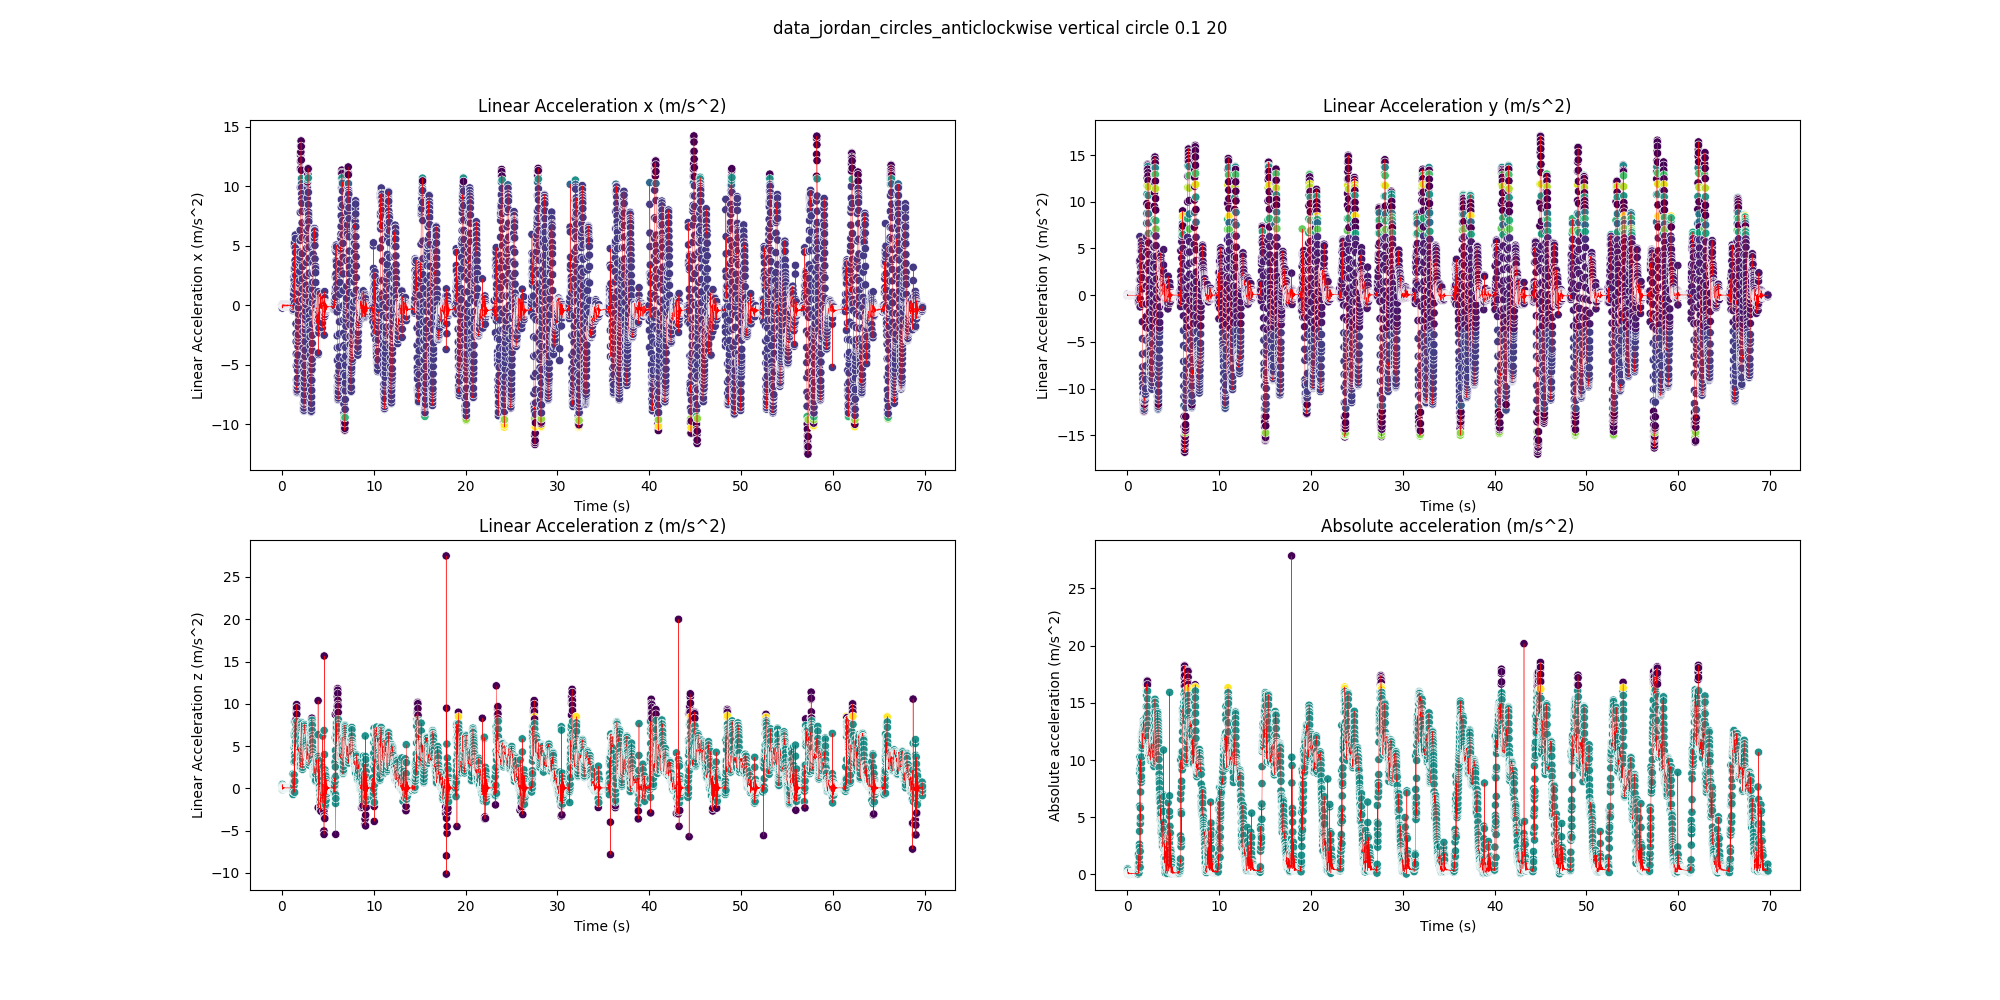 data_jordan_circles_anticlockwise vertical circle 0.1 20
Linear Acceleration x (m/s^2)
Linear Acceleration x (m/s^2)
15
10
5
0
−5
−10
0 10 20 30 40 50 60 70
Time (s)
Linear Acceleration y (m/s^2)
Linear Acceleration y (m/s^2)
15
10
5
0
−5
−10
−15
0 10 20 30 40 50 60 70
Time (s)
Linear Acceleration z (m/s^2)
Linear Acceleration z (m/s^2)
25
20
15
10
5
0
−5
−10
0 10 20 30 40 50 60 70
Time (s)
Absolute acceleration (m/s^2)
Absolute acceleration (m/s^2)
25
20
15
10
5
0
0 10 20 30 40 50 60 70
Time (s)